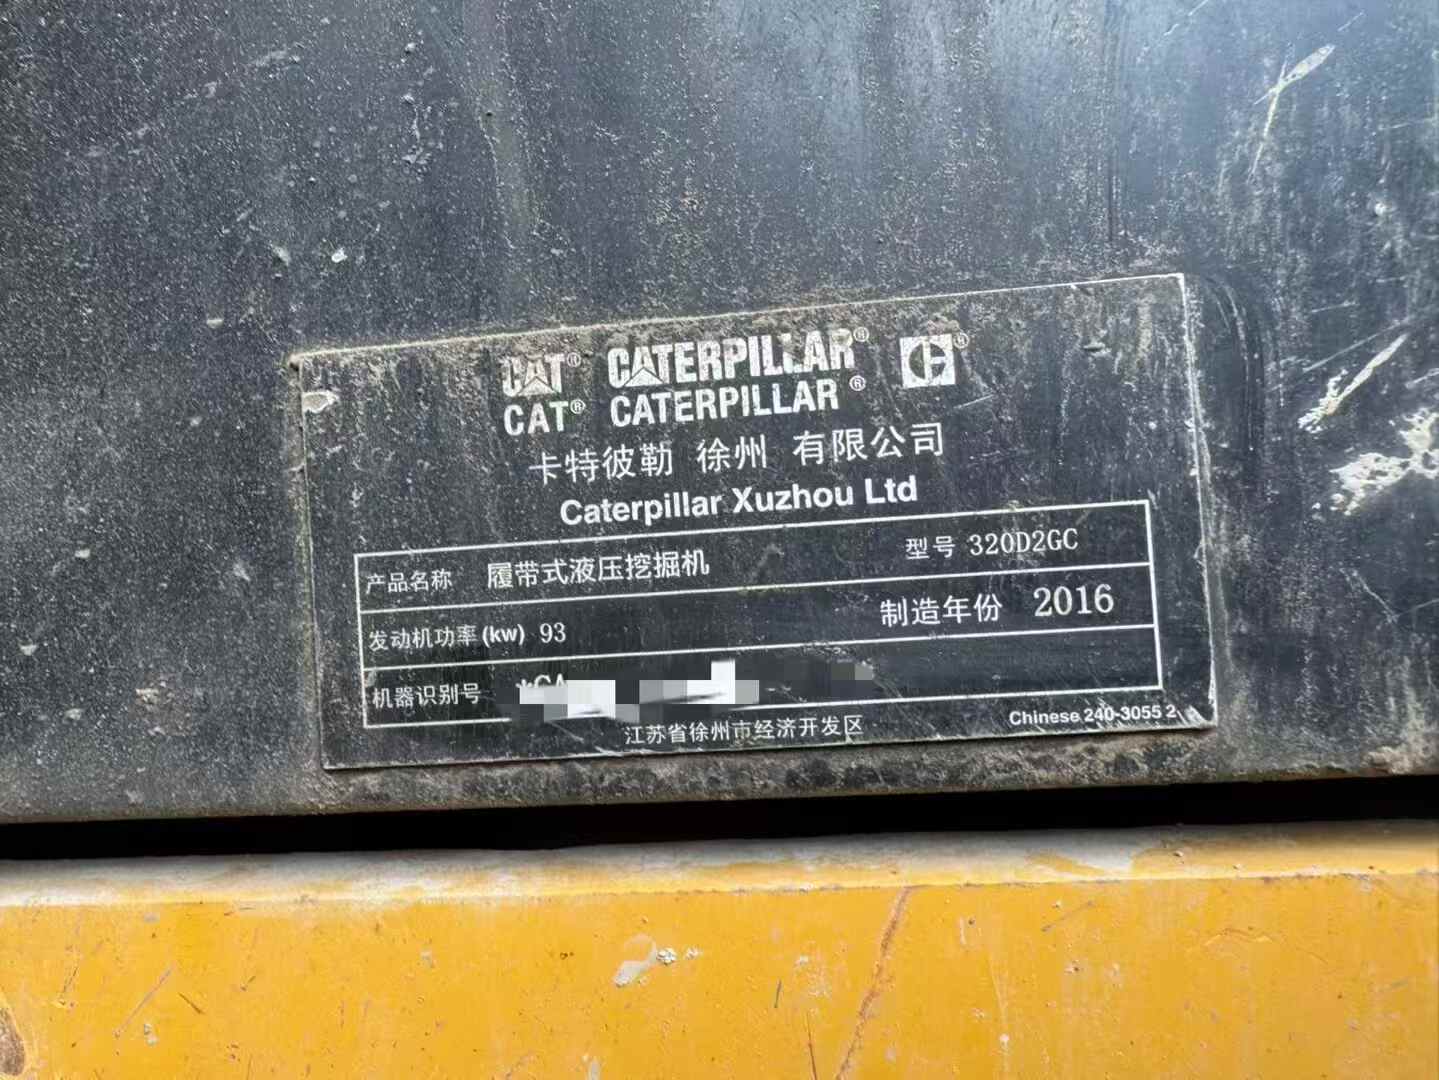 CAT® CATERPILLAR® CE®
CAT® CATERPILLAR®
卡特彼勒 徐州 有限公司
Caterpillar Xuzhou Ltd
产品名称 履带式液压挖掘机 型号 320D2GC
发动机功率(kw) 93 制造年份 2016
机器识别号
江苏省徐州市经济开发区 Chinese 240-3055 2